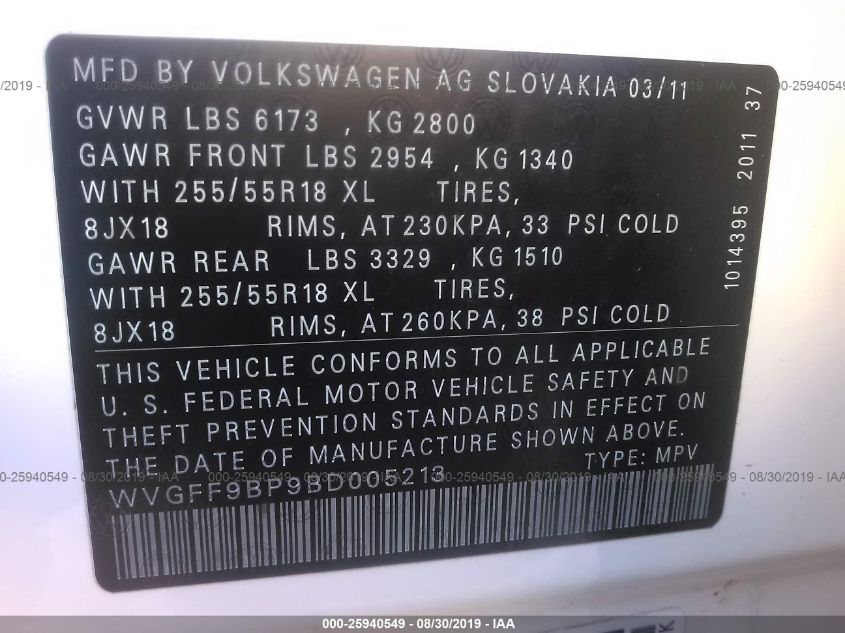 MFD BY VOLKSWAGEN AG SLOVAKIA 03/11
GVWR LBS 6173 , KG 2800
GAWR FRONT LBS 2954 , KG 1340
WITH 255/55R18 XL TIRES,
8JX18 RIMS, AT 230KPA, 33 PSI COLD
GAWR REAR LBS 3329 , KG 1510
WITH 255/55R18 XL TIRES,
8JX18 RIMS, AT 260KPA, 38 PSI COLD
1014395 2011 37
THIS VEHICLE CONFORMS TO ALL APPLICABLE
U. S. FEDERAL MOTOR VEHICLE SAFETY AND
THEFT PREVENTION STANDARDS IN EFFECT ON
THE DATE OF MANUFACTURE SHOWN ABOVE.
TYPE: MPV
WVGFF9BP9BD005213
000-25940549 - 08/30/2019 - IAA